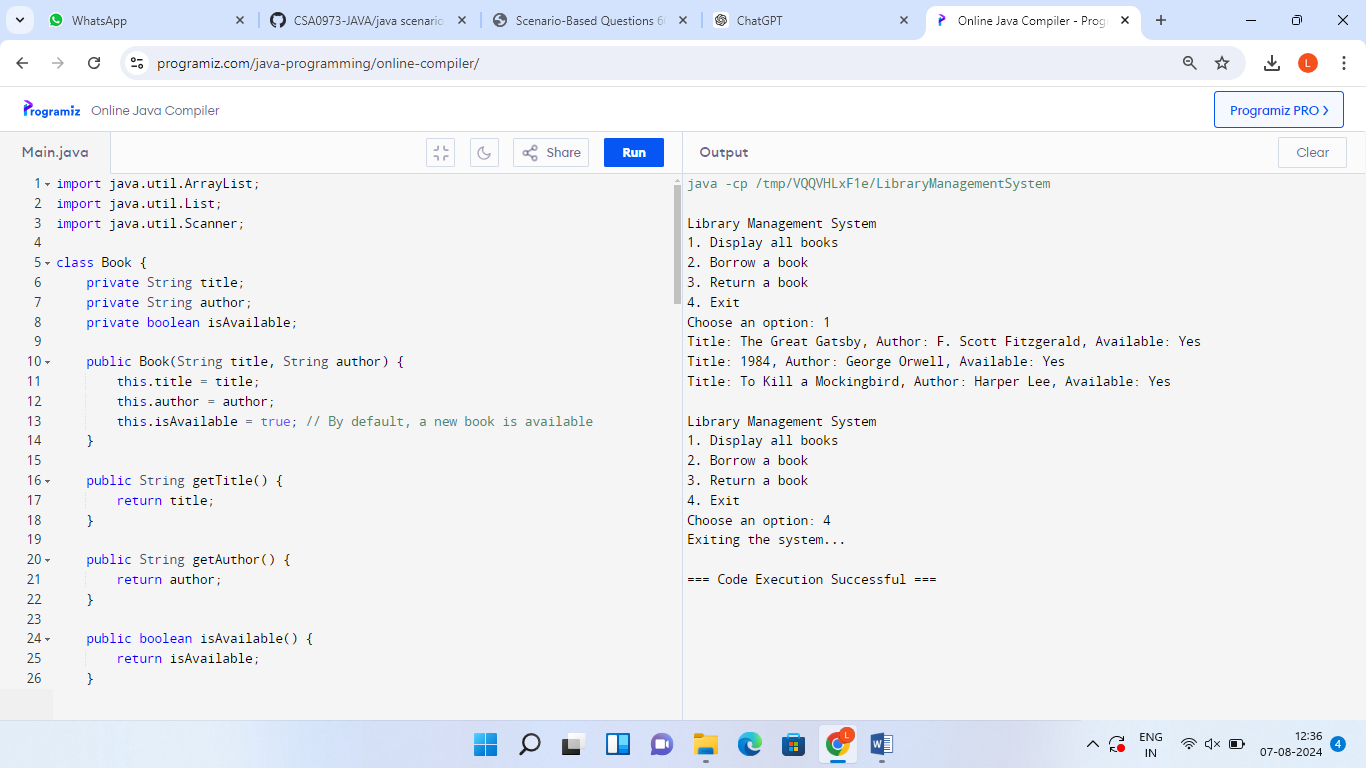 WhatsApp
CSA0973-JAVA/java scenario
Scenario-Based Questions 6
ChatGPT
Online Java Compiler - Prog
programiz.com/java-programming/online-compiler/
L
Programiz Online Java Compiler
Programiz PRO >
Main.java
Share
Run
Output
Clear
1 import java.util.ArrayList;
2 import java.util.List;
3 import java.util.Scanner;
4
5 class Book {
6 private String title;
7 private String author;
8 private boolean isAvailable;
9
10 public Book(String title, String author) {
11 this.title = title;
12 this.author = author;
13 this.isAvailable = true; // By default, a new book is available
14 }
15
16 public String getTitle() {
17 return title;
18 }
19
20 public String getAuthor() {
21 return author;
22 }
23
24 public boolean isAvailable() {
25 return isAvailable;
26 }
java -cp /tmp/VQQVHLxF1e/LibraryManagementSystem
Library Management System
1. Display all books
2. Borrow a book
3. Return a book
4. Exit
Choose an option: 1
Title: The Great Gatsby, Author: F. Scott Fitzgerald, Available: Yes
Title: 1984, Author: George Orwell, Available: Yes
Title: To Kill a Mockingbird, Author: Harper Lee, Available: Yes
Library Management System
1. Display all books
2. Borrow a book
3. Return a book
4. Exit
Choose an option: 4
Exiting the system...
=== Code Execution Successful ===
L
W
ENG
IN
12:36
07-08-2024
4